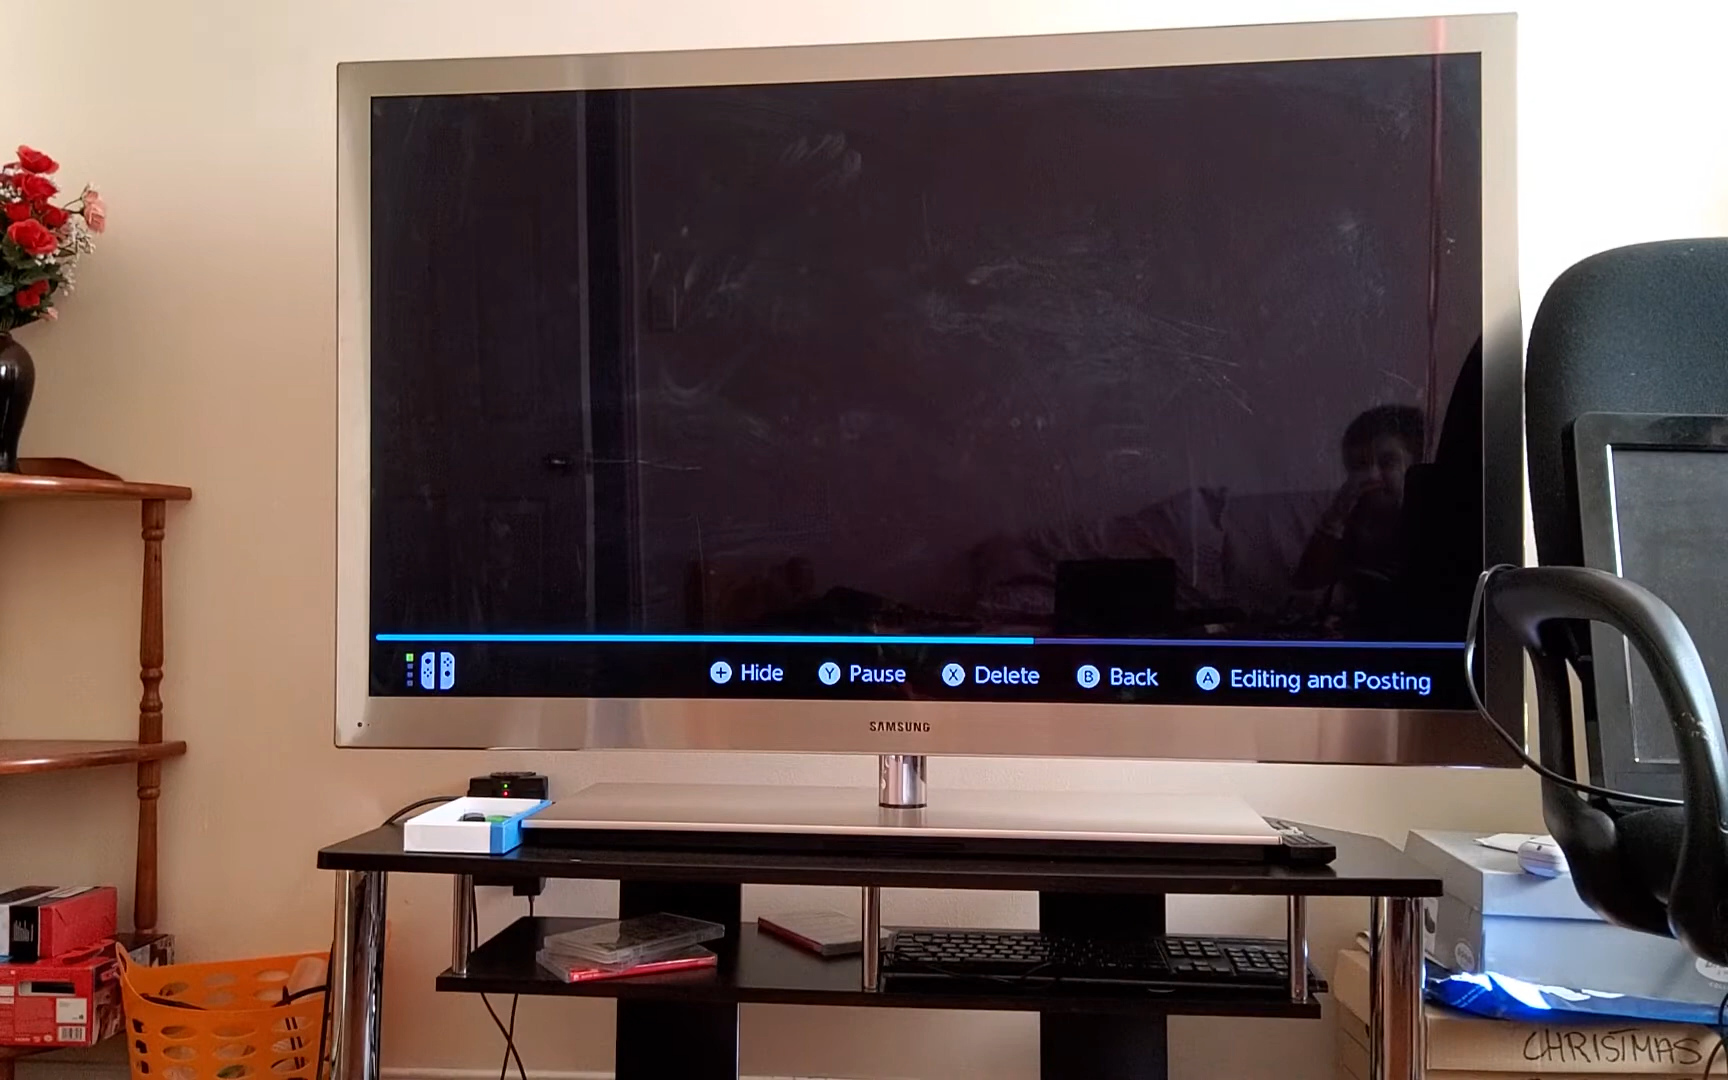 + Hide Y Pause X Delete B Back A Editing and Posting
SAMSUNG
CHRISTMAS